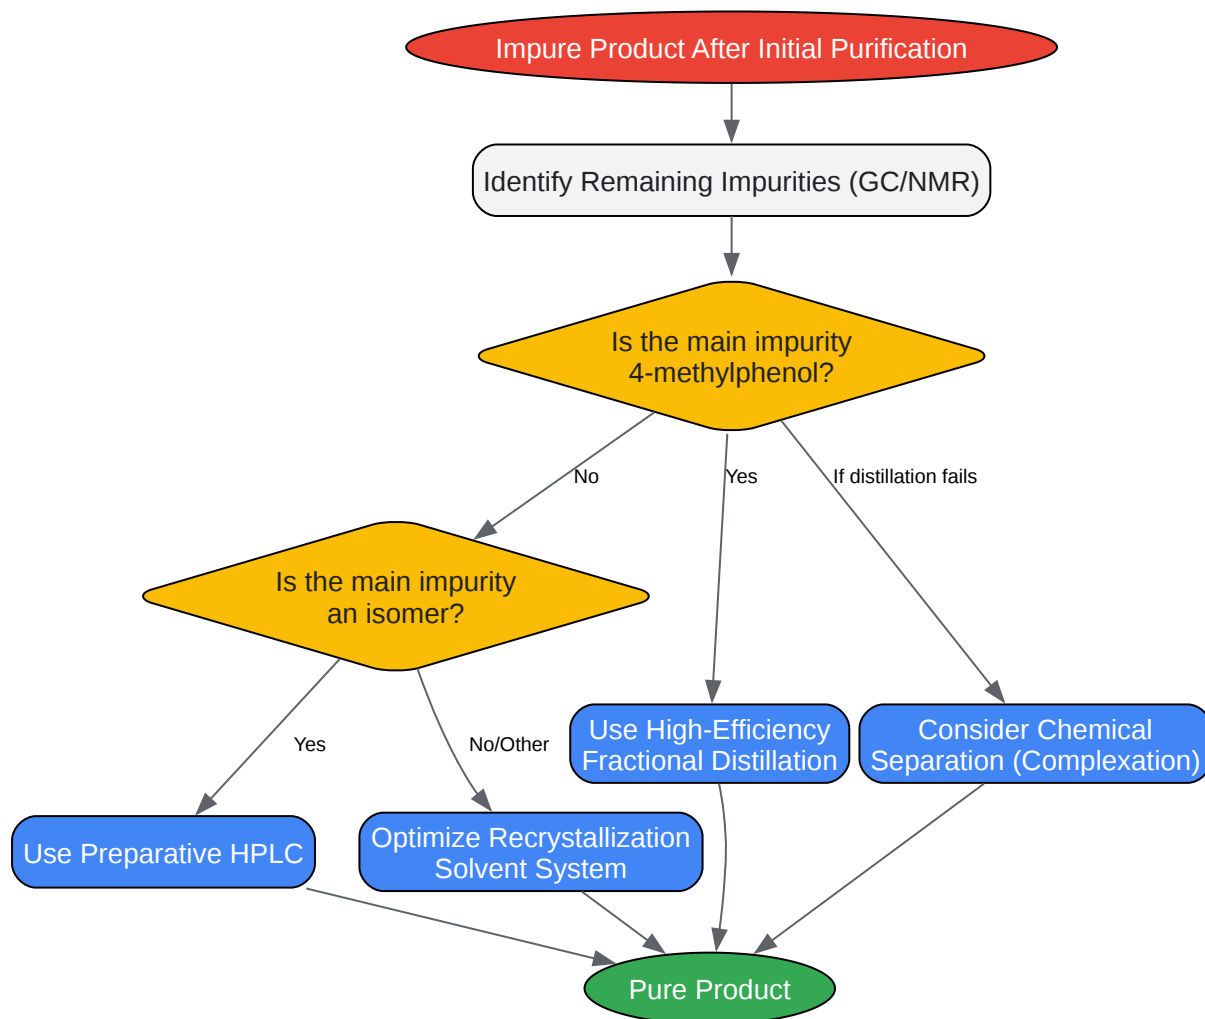 Impure Product After Initial Purification
Identify Remaining Impurities (GC/NMR)
Is the main impurity
4-methylphenol?
No
Yes
If distillation fails
Is the main impurity
an isomer?
Use High-Efficiency
Fractional Distillation
Consider Chemical
Separation (Complexation)
Yes
No/Other
Use Preparative HPLC
Optimize Recrystallization
Solvent System
Pure Product